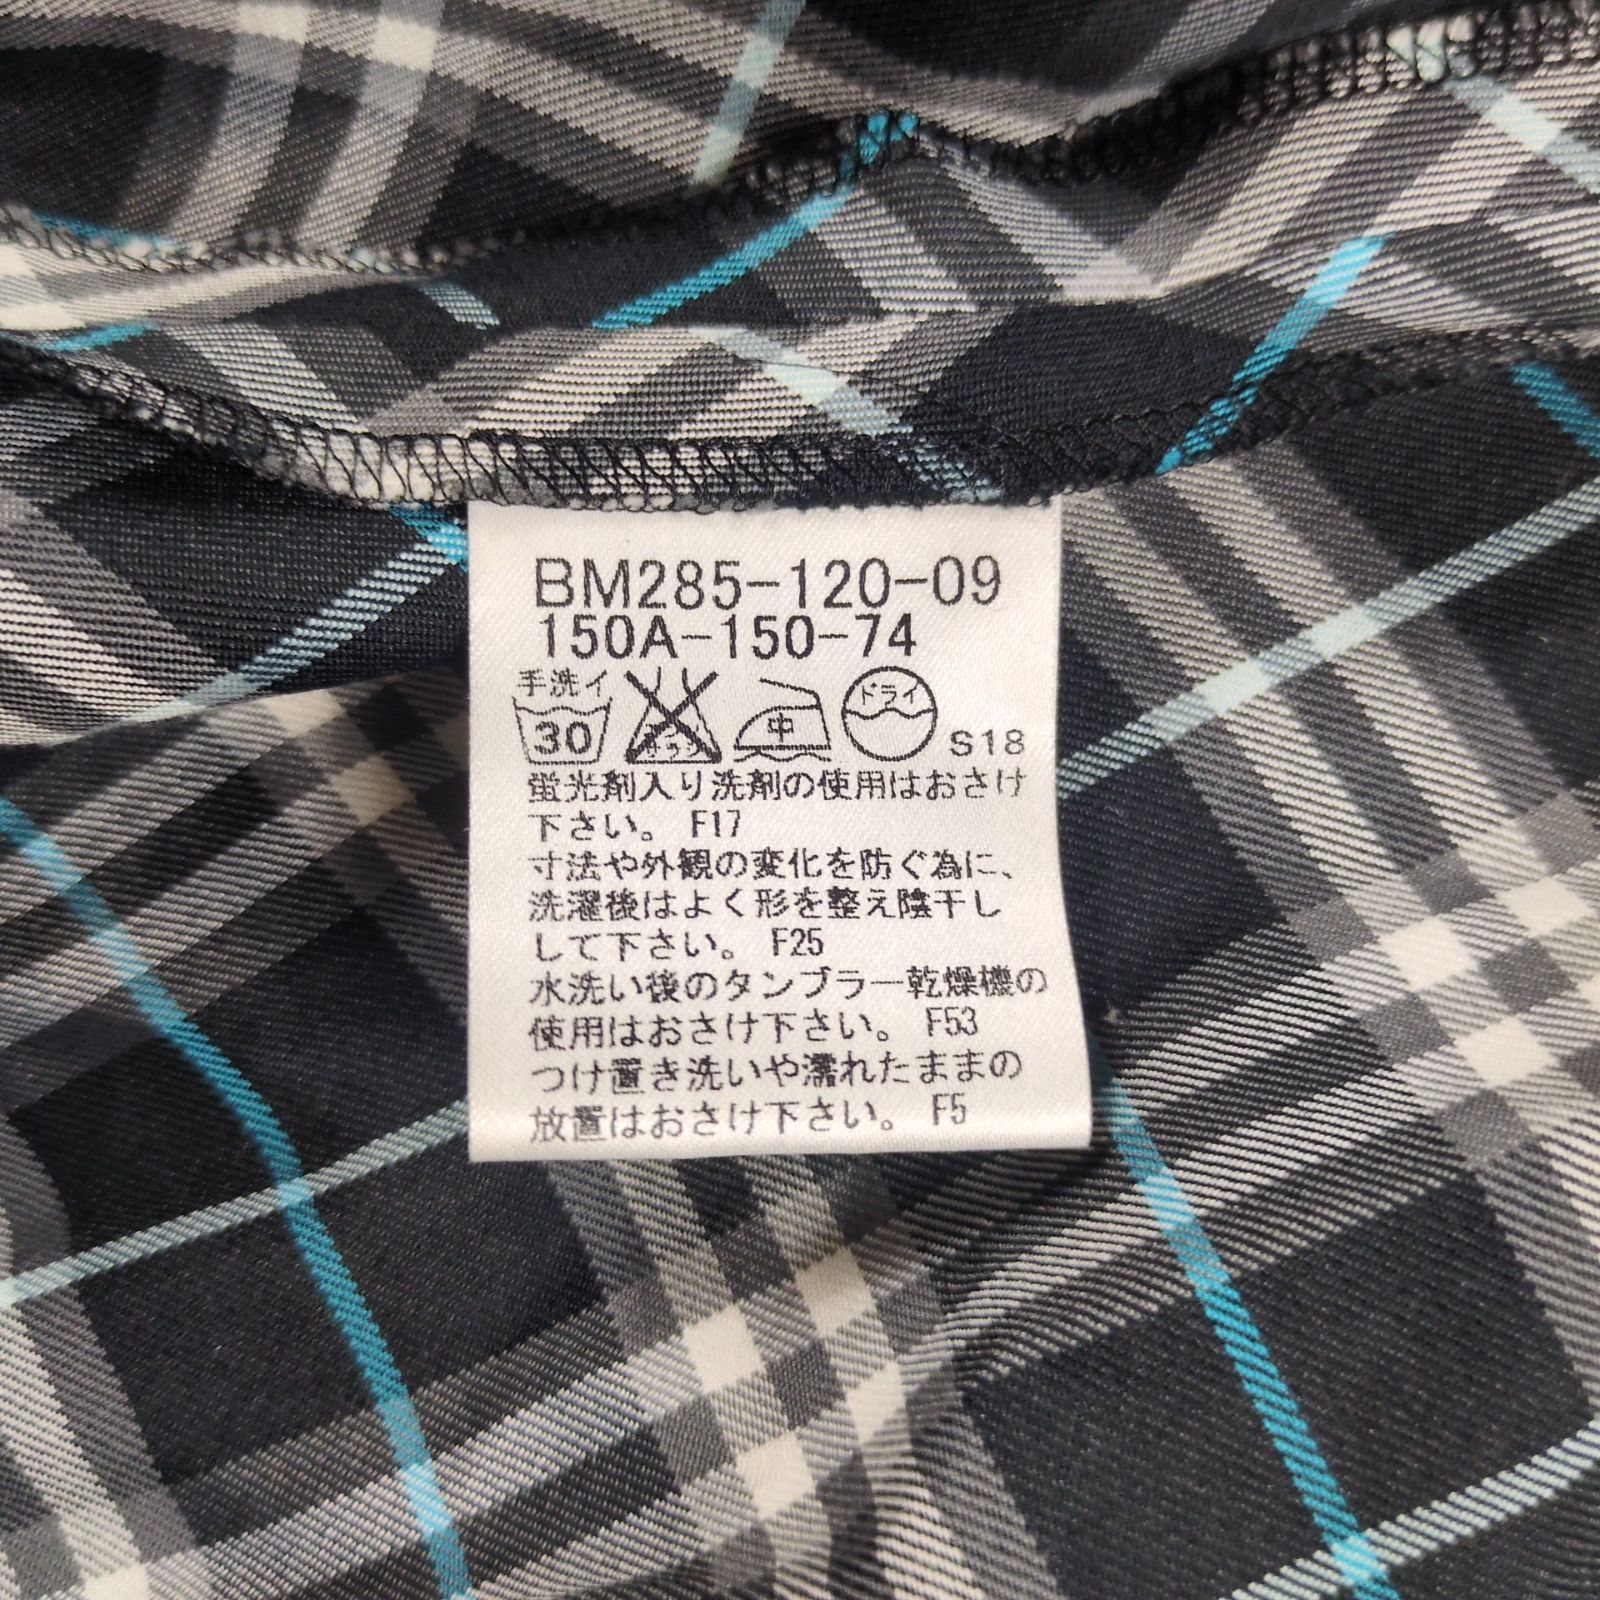 BM285-120-09
150A-150-74
手洗イ ドライ
30 中 S18
蛍光剤入り洗剤の使用はおさけ
下さい。 F17
寸法や外観の変化を防ぐ為に、
洗濯後はよく形を整え陰干し
して下さい。 F25
水洗い後のタンブラー乾燥機の
使用はおさけ下さい。 F53
つけ置き洗いや濡れたままの
放置はおさけ下さい。 F5